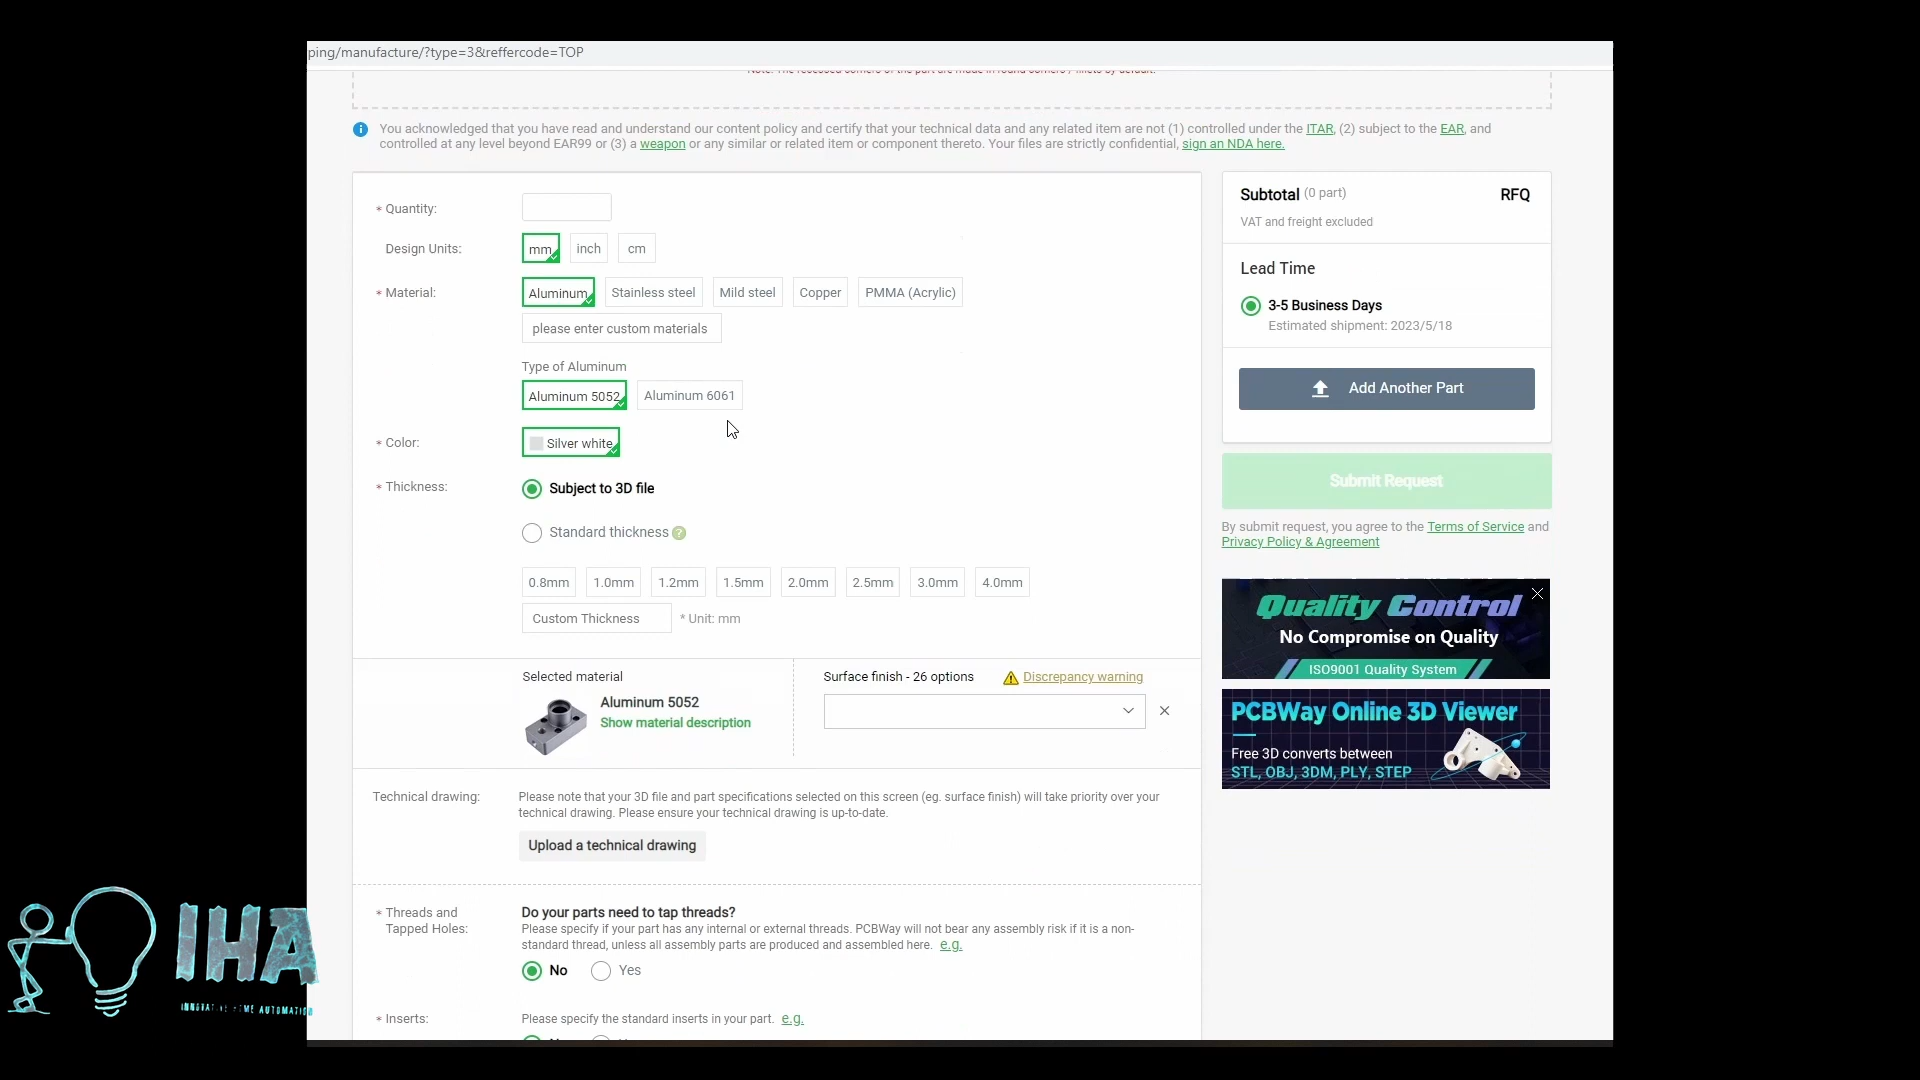 ping/manufacture/?type=3&reffercode=TOP
Note: The recessed corners of the part are made in round corners / fillets by default.
You acknowledged that you have read and understand our content policy and certify that your technical data and any related item are not (1) controlled under the ITAR, (2) subject to the EAR, and
controlled at any level beyond EAR99 or (3) a weapon or any similar or related item or component thereto. Your files are strictly confidential, sign an NDA here.
* Quantity:
Design Units: mm inch cm
* Material: Aluminum Stainless steel Mild steel Copper PMMA (Acrylic)
please enter custom materials
Type of Aluminum
Aluminum 5052 Aluminum 6061
* Color: Silver white
* Thickness: Subject to 3D file
Standard thickness ?
0.8mm 1.0mm 1.2mm 1.5mm 2.0mm 2.5mm 3.0mm 4.0mm
Custom Thickness * Unit: mm
Selected material
Aluminum 5052
Show material description
Surface finish - 26 options Discrepancy warning
Technical drawing: Please note that your 3D file and part specifications selected on this screen (eg. surface finish) will take priority over your
technical drawing. Please ensure your technical drawing is up-to-date.
Upload a technical drawing
* Threads and
Tapped Holes:
Do your parts need to tap threads?
Please specify if your part has any internal or external threads. PCBWay will not bear any assembly risk if it is a non-
standard thread, unless all assembly parts are produced and assembled here. e.g.
No Yes
* Inserts: Please specify the standard inserts in your part. e.g.
Subtotal (0 part) RFQ
VAT and freight excluded
Lead Time
3-5 Business Days
Estimated shipment: 2023/5/18
Add Another Part
Submit Request
By submit request, you agree to the Terms of Service and
Privacy Policy & Agreement
Quality Control
No Compromise on Quality
ISO9001 Quality System
PCBWay Online 3D Viewer
Free 3D converts between
STL, OBJ, 3DM, PLY, STEP
IHA